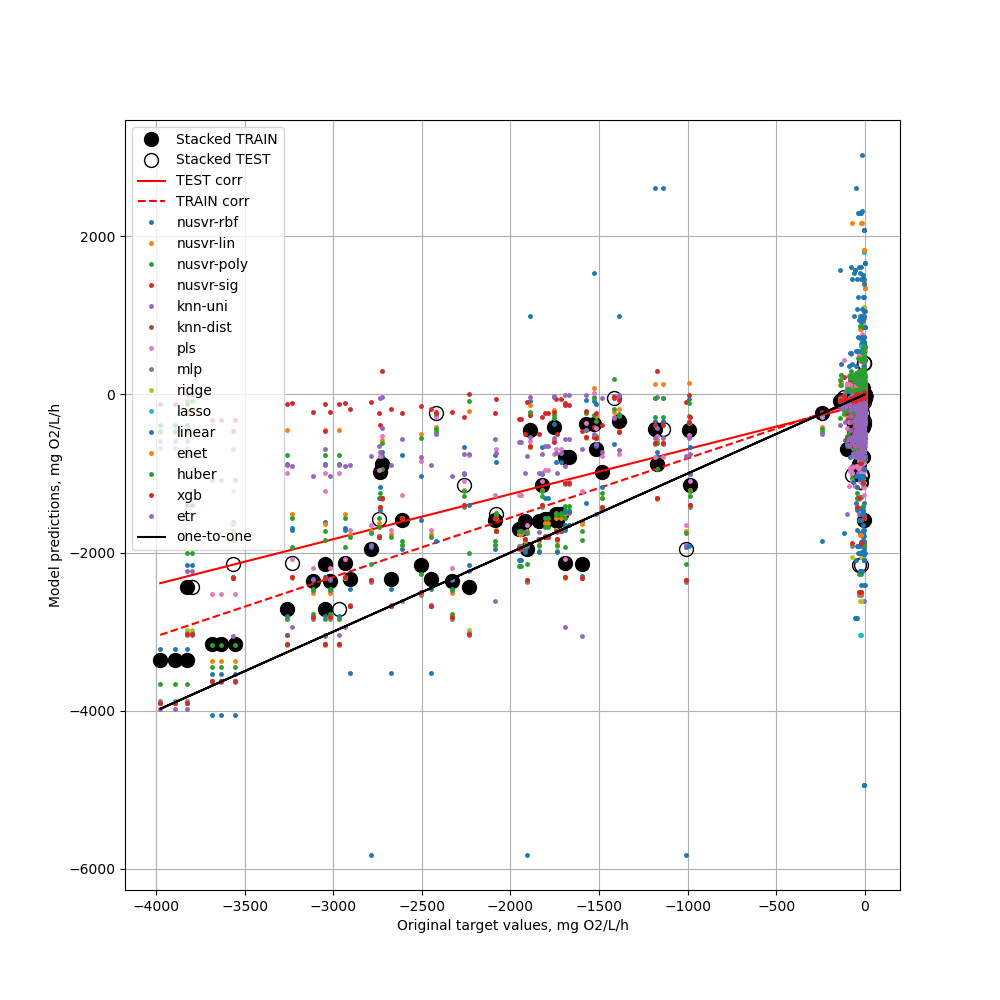 Stacked TRAIN
Stacked TEST
TEST corr
TRAIN corr
nusvr-rbf
nusvr-lin
nusvr-poly
nusvr-sig
knn-uni
knn-dist
pls
mlp
ridge
lasso
linear
enet
huber
xgb
etr
one-to-one
2000
0
−2000
−4000
−6000
Model predictions, mg O2/L/h
−4000 −3500 −3000 −2500 −2000 −1500 −1000 −500 0
Original target values, mg O2/L/h